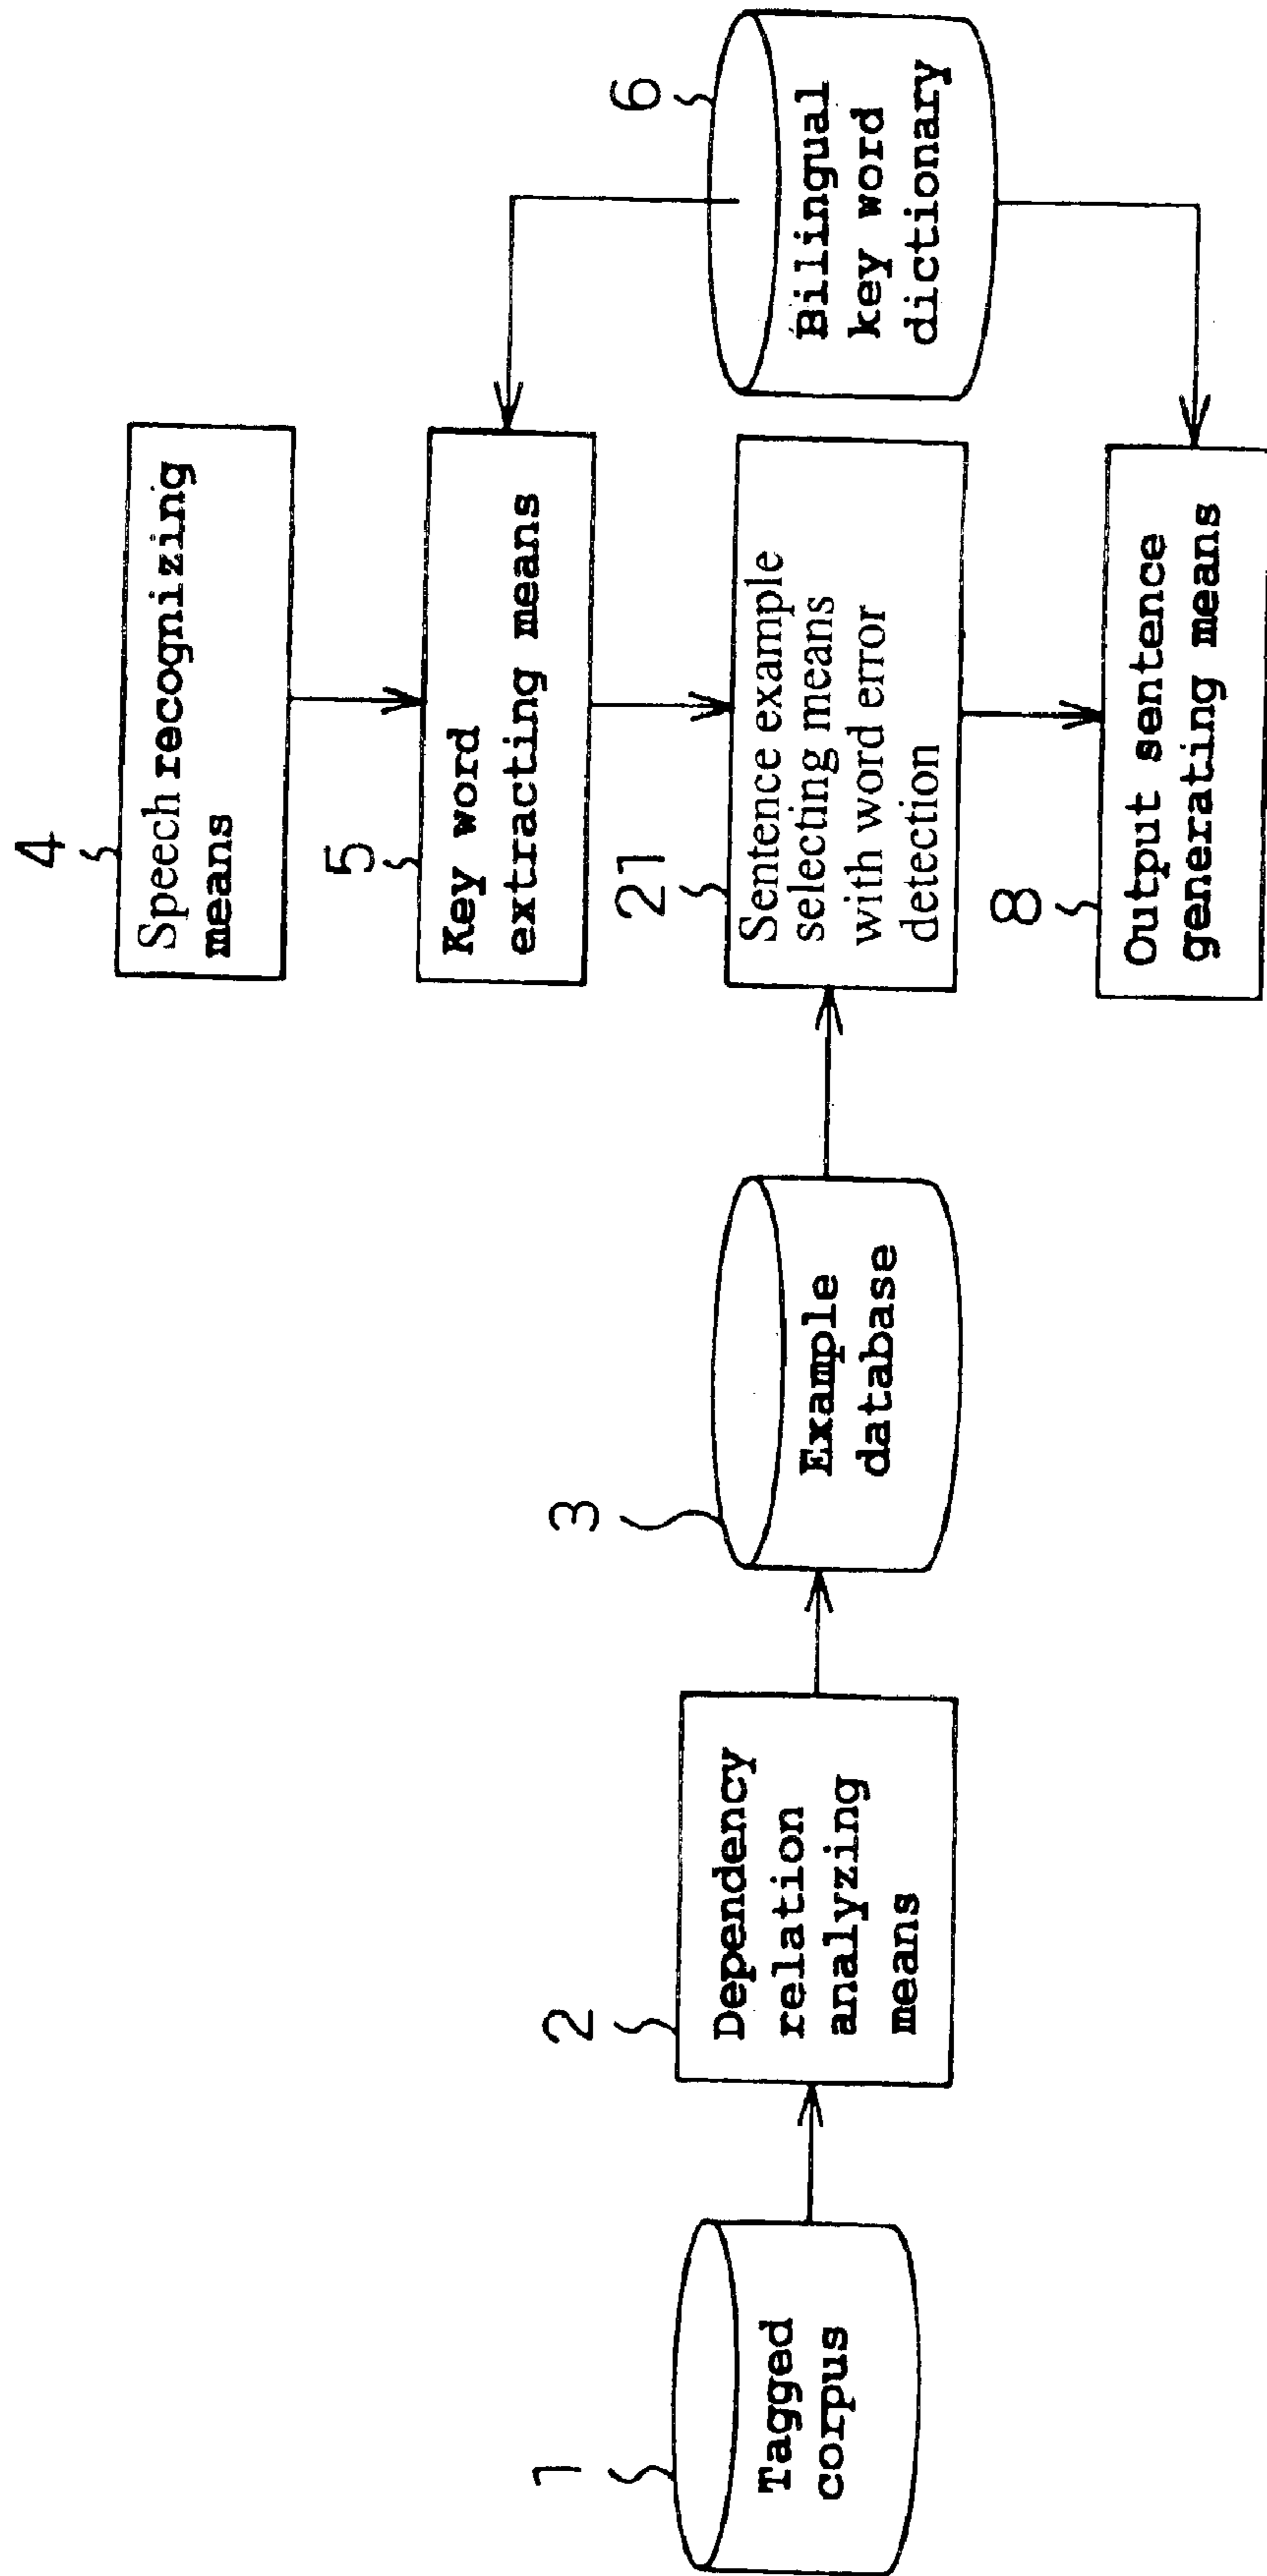 4
Speech recognizing
means
5
Key word
extracting means
6
Bilingual
key word
dictionary
1
Tagged
corpus
2
Dependency
relation
analyzing
means
3
Example
database
21
Sentence example
selecting means
with word error
detection
8
Output sentence
generating means